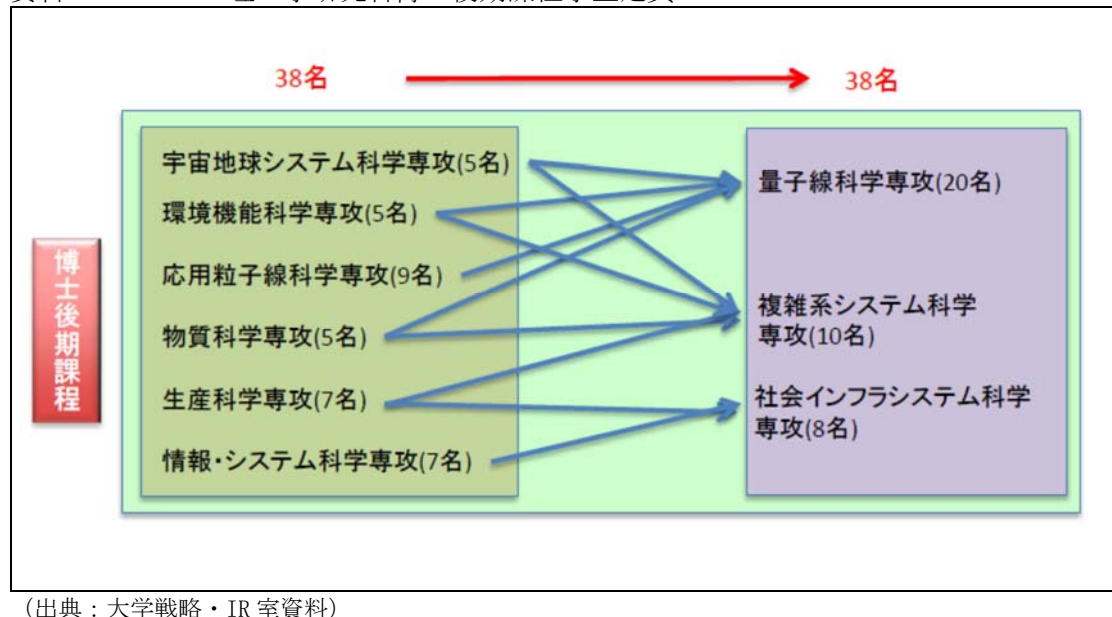 38名
38名
博士後期課程
宇宙地球システム科学専攻(5名)
環境機能科学専攻(5名)
応用粒子線科学専攻(9名)
物質科学専攻(5名)
生産科学専攻(7名)
情報・システム科学専攻(7名)
量子線科学専攻(20名)
複雑系システム科学
専攻(10名)
社会インフラシステム科学
専攻(8名)
(出典:大学戦略・IR 室資料)